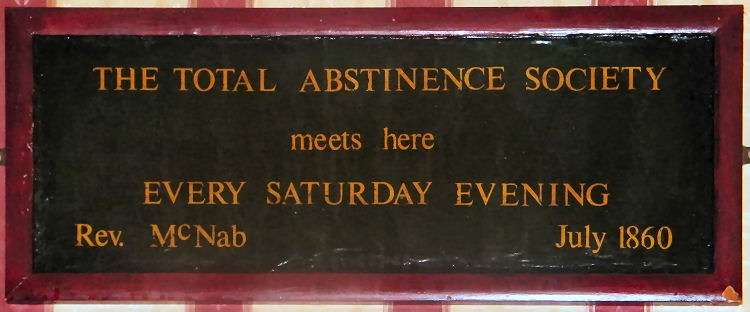 THE TOTAL ABSTINENCE SOCIETY
meets here
EVERY SATURDAY EVENING
Rev. McNab July 1860